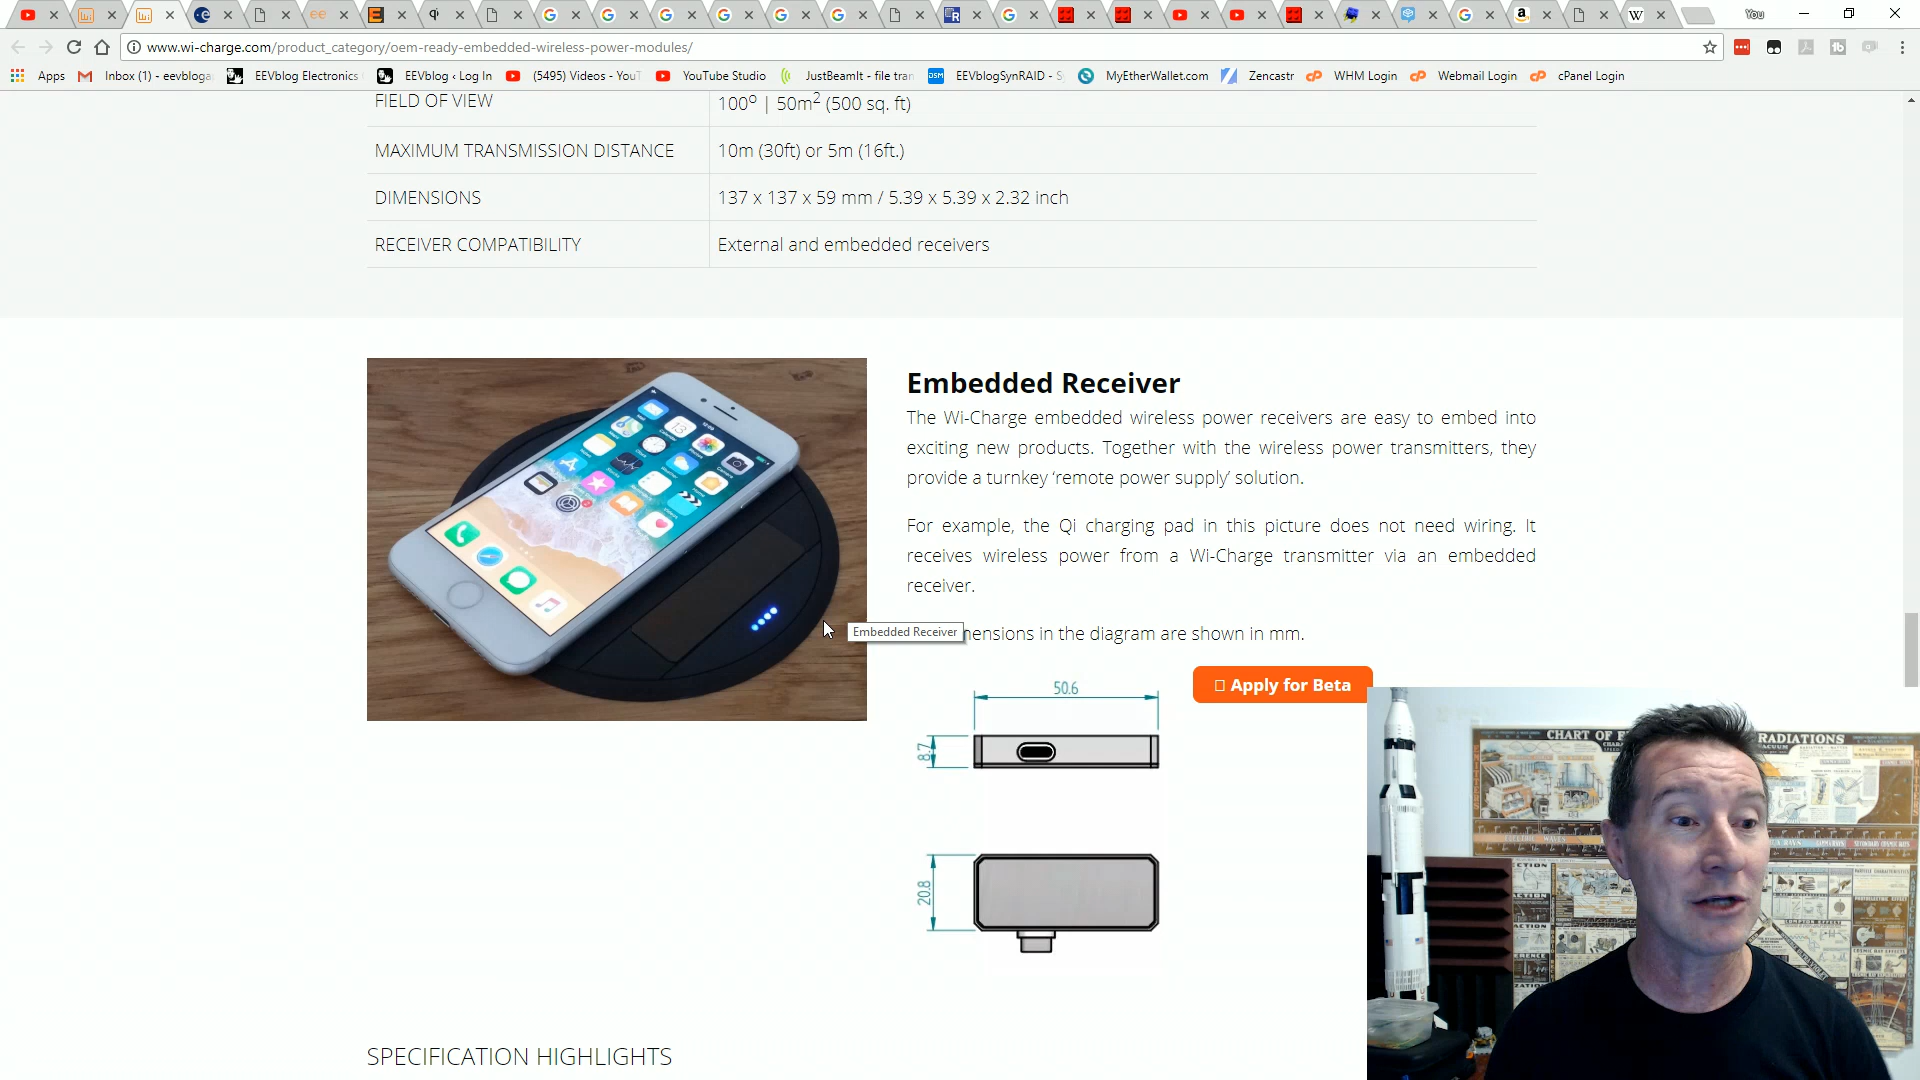 You
www.wi-charge.com/product_category/oem-ready-embedded-wireless-power-modules/
Apps
Inbox (1) - eevbloga
EEVblog Electronics
EEVblog ‹ Log In
(5495) Videos - YouT
YouTube Studio
JustBeamIt - file tran
EEVblogSynRAID - S
MyEtherWallet.com
Zencastr
WHM Login
Webmail Login
cPanel Login
FIELD OF VIEW
100º | 50m² (500 sq. ft)
MAXIMUM TRANSMISSION DISTANCE
10m (30ft) or 5m (16ft.)
DIMENSIONS
137 x 137 x 59 mm / 5.39 x 5.39 x 2.32 inch
RECEIVER COMPATIBILITY
External and embedded receivers
Embedded Receiver
The Wi-Charge embedded wireless power receivers are easy to embed into
exciting new products. Together with the wireless power transmitters, they
provide a turnkey ‘remote power supply’ solution.
For example, the Qi charging pad in this picture does not need wiring. It
receives wireless power from a Wi-Charge transmitter via an embedded
receiver.
Embedded Receiver
mensions in the diagram are shown in mm.
Apply for Beta
50.6
8.7
20.8
CHART OF
RADIATIONS
SPECIFICATION HIGHLIGHTS